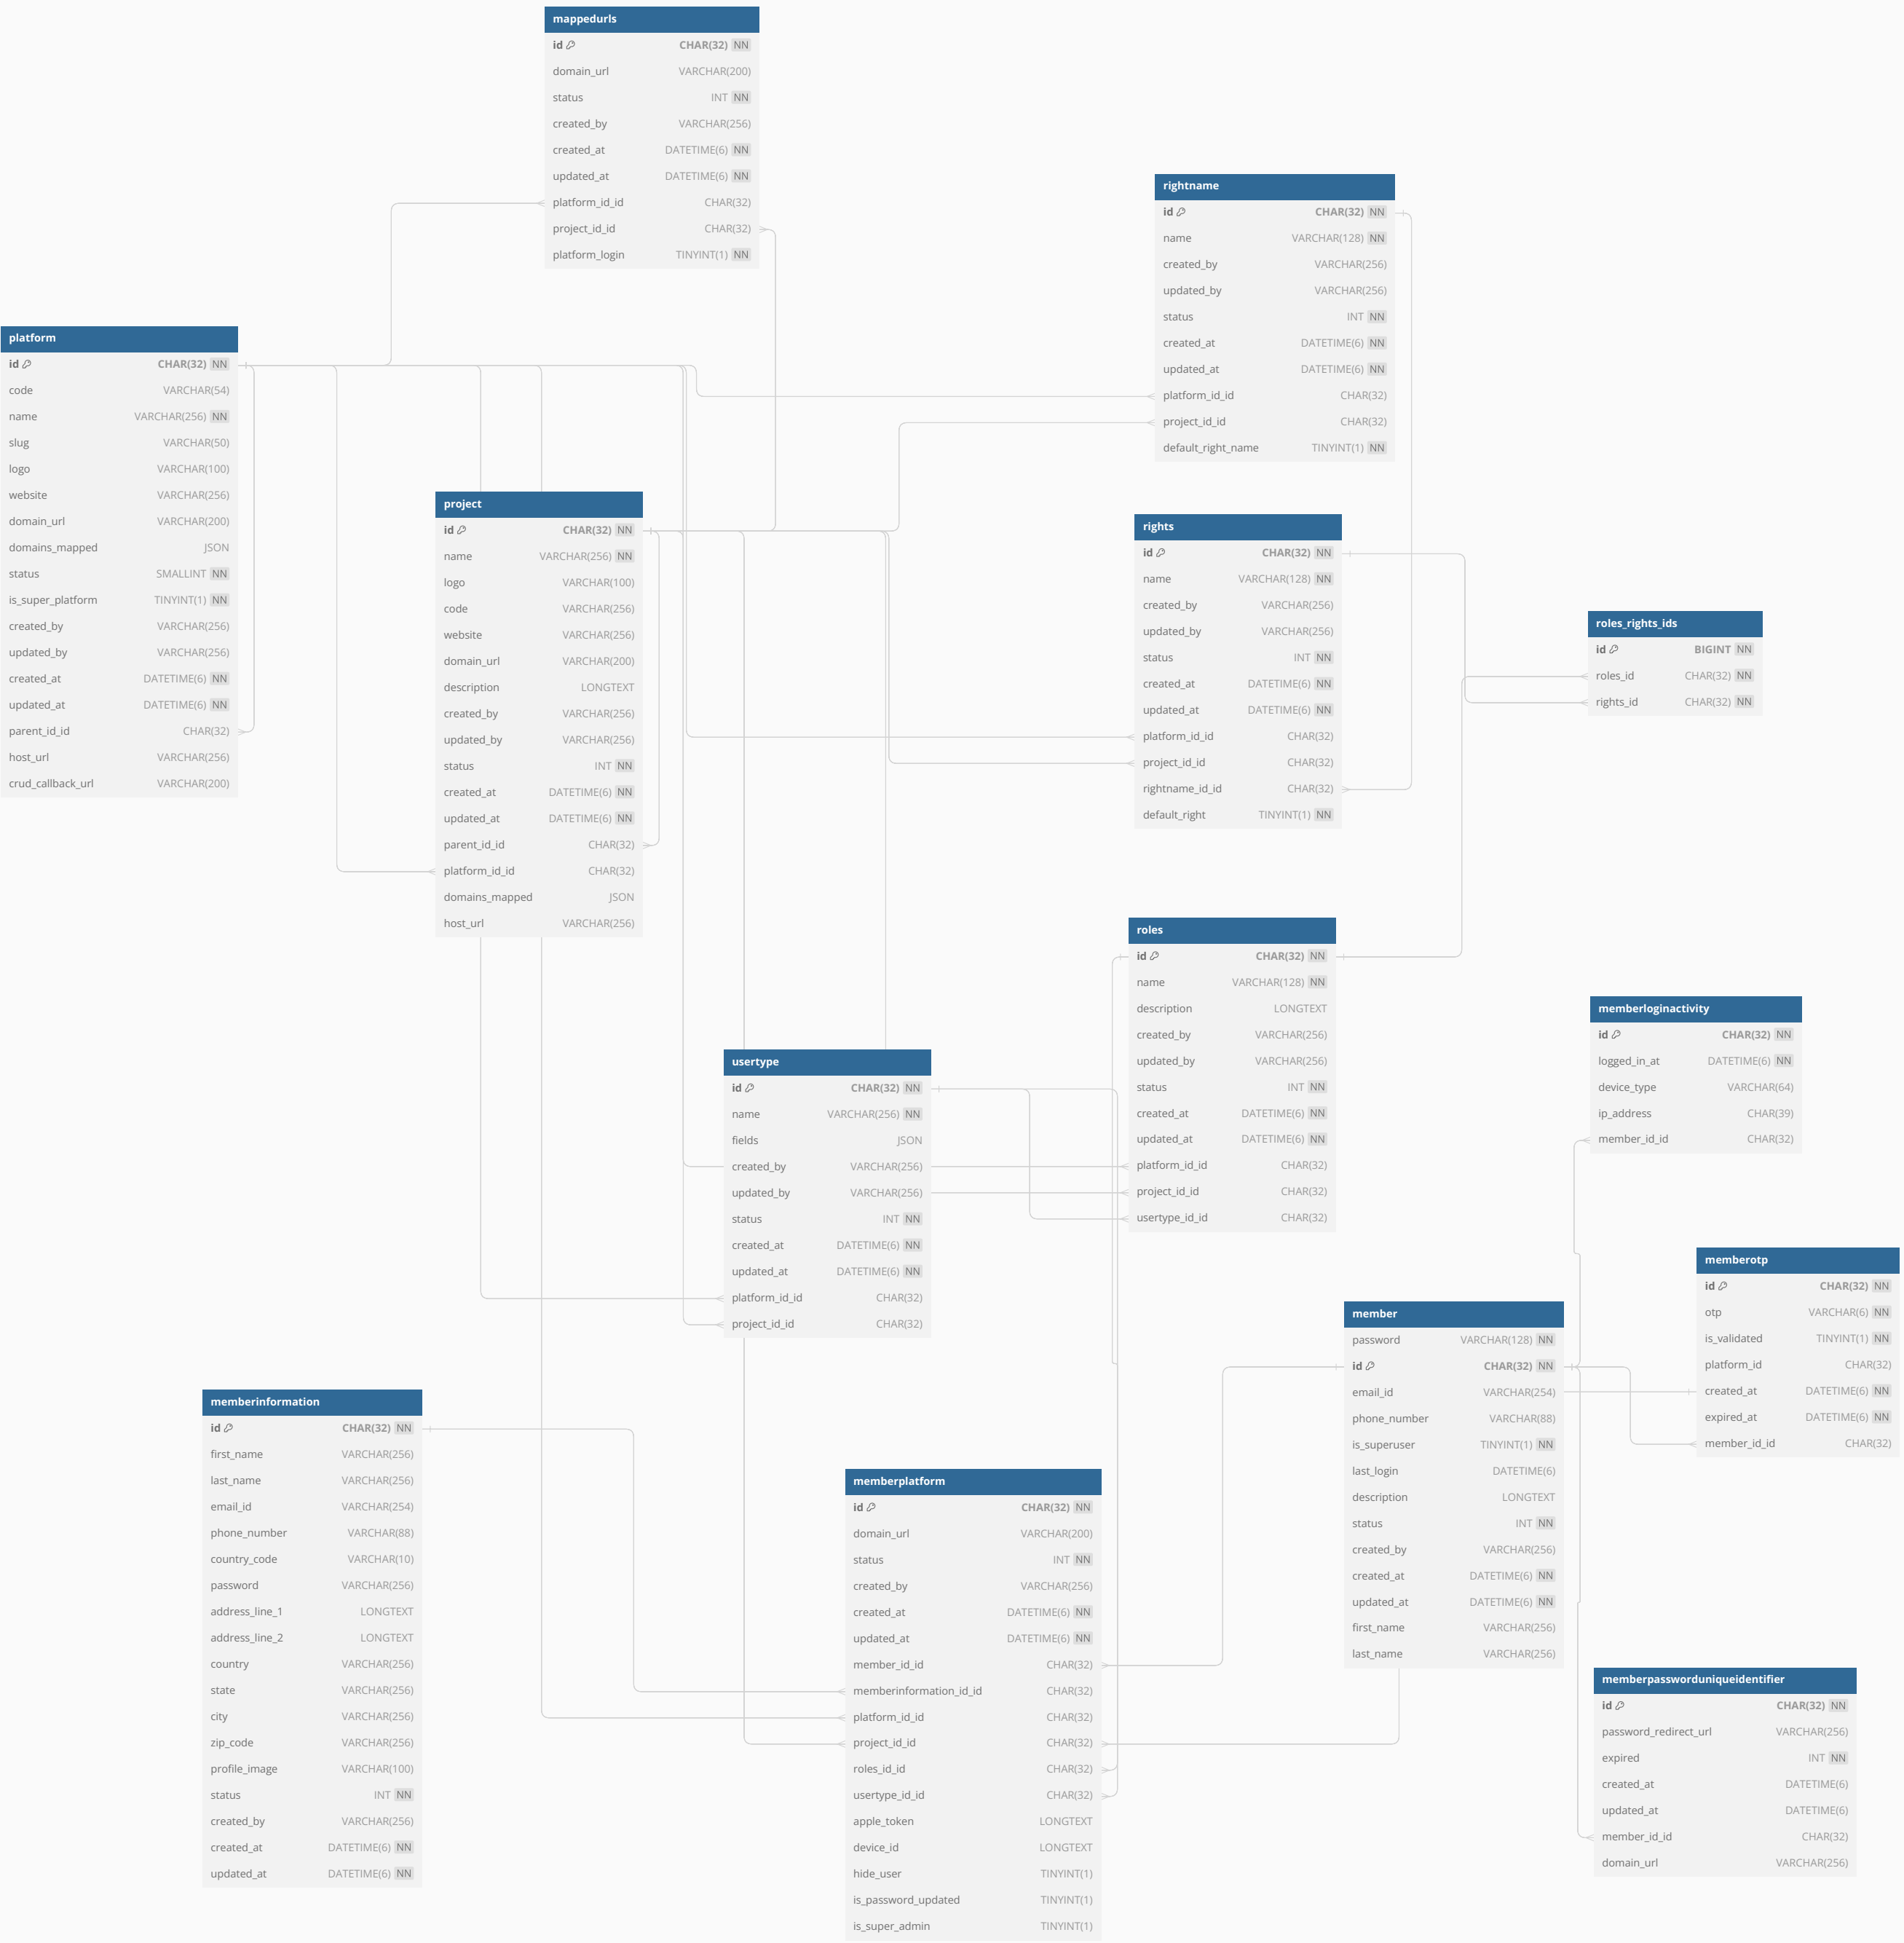 mappedurls
id CHAR(32) NN
domain_url VARCHAR(200)
status INT NN
created_by VARCHAR(256)
created_at DATETIME(6) NN
updated_at DATETIME(6) NN
platform_id_id CHAR(32)
project_id_id CHAR(32)
platform_login TINYINT(1) NN
rightname
id CHAR(32) NN
name VARCHAR(128) NN
created_by VARCHAR(256)
updated_by VARCHAR(256)
status INT NN
created_at DATETIME(6) NN
updated_at DATETIME(6) NN
platform_id_id CHAR(32)
project_id_id CHAR(32)
default_right_name TINYINT(1) NN
platform
id CHAR(32) NN
code VARCHAR(54)
name VARCHAR(256) NN
slug VARCHAR(50)
logo VARCHAR(100)
website VARCHAR(256)
domain_url VARCHAR(200)
domains_mapped JSON
status SMALLINT NN
is_super_platform TINYINT(1) NN
created_by VARCHAR(256)
updated_by VARCHAR(256)
created_at DATETIME(6) NN
updated_at DATETIME(6) NN
parent_id_id CHAR(32)
host_url VARCHAR(256)
crud_callback_url VARCHAR(200)
project
id CHAR(32) NN
name VARCHAR(256) NN
logo VARCHAR(100)
code VARCHAR(256)
website VARCHAR(256)
domain_url VARCHAR(200)
description LONGTEXT
created_by VARCHAR(256)
updated_by VARCHAR(256)
status INT NN
created_at DATETIME(6) NN
updated_at DATETIME(6) NN
parent_id_id CHAR(32)
platform_id_id CHAR(32)
domains_mapped JSON
host_url VARCHAR(256)
rights
id CHAR(32) NN
name VARCHAR(128) NN
created_by VARCHAR(256)
updated_by VARCHAR(256)
status INT NN
created_at DATETIME(6) NN
updated_at DATETIME(6) NN
platform_id_id CHAR(32)
project_id_id CHAR(32)
rightname_id_id CHAR(32)
default_right TINYINT(1) NN
roles_rights_ids
id BIGINT NN
roles_id CHAR(32) NN
rights_id CHAR(32) NN
roles
id CHAR(32) NN
name VARCHAR(128) NN
description LONGTEXT
created_by VARCHAR(256)
updated_by VARCHAR(256)
status INT NN
created_at DATETIME(6) NN
updated_at DATETIME(6) NN
platform_id_id CHAR(32)
project_id_id CHAR(32)
usertype_id_id CHAR(32)
memberloginactivity
id CHAR(32) NN
logged_in_at DATETIME(6) NN
device_type VARCHAR(64)
ip_address CHAR(39)
member_id_id CHAR(32)
usertype
id CHAR(32) NN
name VARCHAR(256) NN
fields JSON
created_by VARCHAR(256)
updated_by VARCHAR(256)
status INT NN
created_at DATETIME(6) NN
updated_at DATETIME(6) NN
platform_id_id CHAR(32)
project_id_id CHAR(32)
memberotp
id CHAR(32) NN
otp VARCHAR(6) NN
is_validated TINYINT(1) NN
platform_id CHAR(32)
created_at DATETIME(6) NN
expired_at DATETIME(6) NN
member_id_id CHAR(32)
member
password VARCHAR(128) NN
id CHAR(32) NN
email_id VARCHAR(254)
phone_number VARCHAR(88)
is_superuser TINYINT(1) NN
last_login DATETIME(6)
description LONGTEXT
status INT NN
created_by VARCHAR(256)
created_at DATETIME(6) NN
updated_at DATETIME(6) NN
first_name VARCHAR(256)
last_name VARCHAR(256)
memberinformation
id CHAR(32) NN
first_name VARCHAR(256)
last_name VARCHAR(256)
email_id VARCHAR(254)
phone_number VARCHAR(88)
country_code VARCHAR(10)
password VARCHAR(256)
address_line_1 LONGTEXT
address_line_2 LONGTEXT
country VARCHAR(256)
state VARCHAR(256)
city VARCHAR(256)
zip_code VARCHAR(256)
profile_image VARCHAR(100)
status INT NN
created_by VARCHAR(256)
created_at DATETIME(6) NN
updated_at DATETIME(6) NN
memberplatform
id CHAR(32) NN
domain_url VARCHAR(200)
status INT NN
created_by VARCHAR(256)
created_at DATETIME(6) NN
updated_at DATETIME(6) NN
member_id_id CHAR(32)
memberinformation_id_id CHAR(32)
platform_id_id CHAR(32)
project_id_id CHAR(32)
roles_id_id CHAR(32)
usertype_id_id CHAR(32)
apple_token LONGTEXT
device_id LONGTEXT
hide_user TINYINT(1)
is_password_updated TINYINT(1)
is_super_admin TINYINT(1)
memberpassworduniqueidentifier
id CHAR(32) NN
password_redirect_url VARCHAR(256)
expired INT NN
created_at DATETIME(6)
updated_at DATETIME(6)
member_id_id CHAR(32)
domain_url VARCHAR(256)